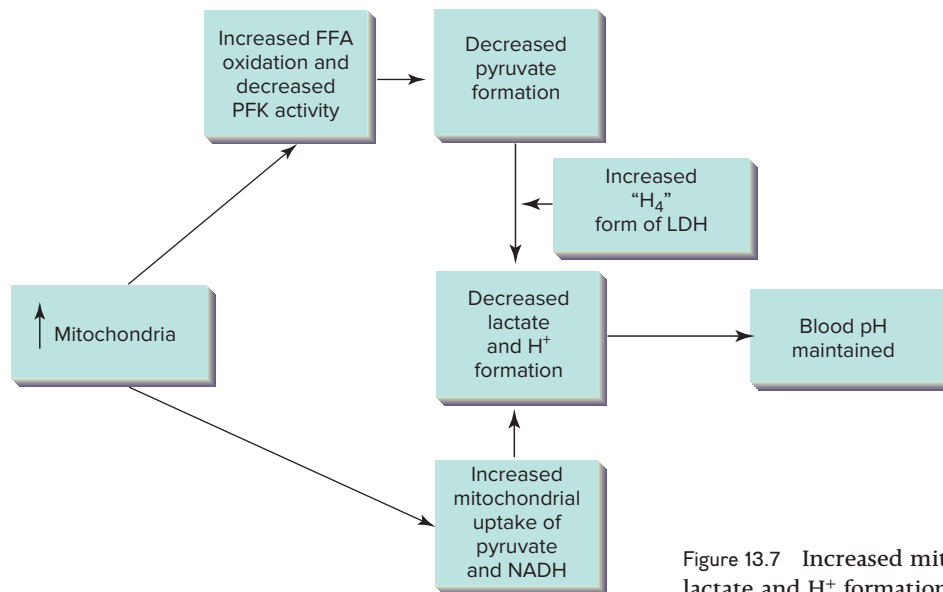 Increased FFA
oxidation and
decreased
PFK activity
Decreased
pyruvate
formation
Increased
“H₄”
form of LDH
↑ Mitochondria
Decreased
lactate
and H⁺
formation
Blood pH
maintained
Increased
mitochondrial
uptake of
pyruvate
and NADH
Figure 13.7 Increased mit
lactate and H⁺ formation